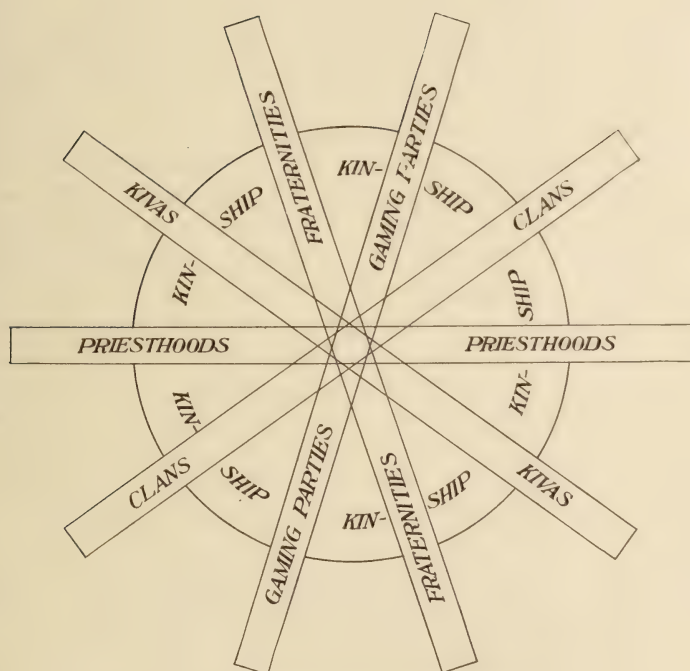 FRATERNITIES
GAMING PARTIES
KIN-
SHIP
KIVAS
SHIP
CLANS
KIN-
SHIP
PRIESTHOODS
PRIESTHOODS
KIN-
KIN-
CLANS
SHIP
GAMING PARTIES
KIN-
SHIP
FRATERNITIES
KIVAS